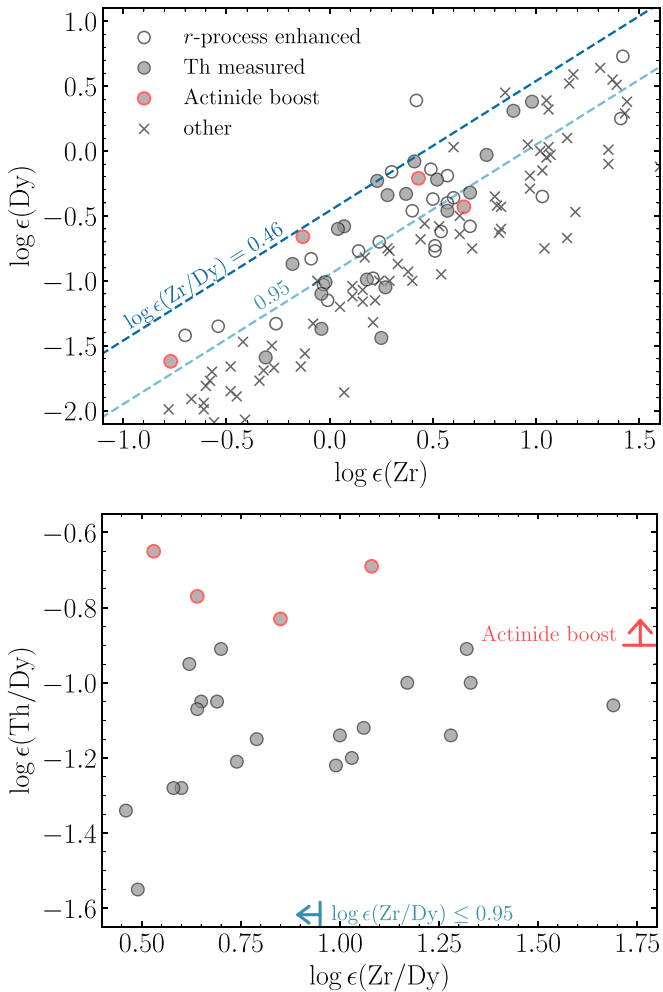 1.0
0.5
0.0
−0.5
−1.0
−1.5
−2.0
log ϵ(Dy)
r-process enhanced
Th measured
Actinide boost
other
log ϵ(Zr/Dy) = 0.46
0.95
−1.0 −0.5 0.0 0.5 1.0 1.5
log ϵ(Zr)
−0.6
−0.8
−1.0
−1.2
−1.4
−1.6
log ϵ(Th/Dy)
Actinide boost
log ϵ(Zr/Dy) ≤ 0.95
0.50 0.75 1.00 1.25 1.50 1.75
log ϵ(Zr/Dy)